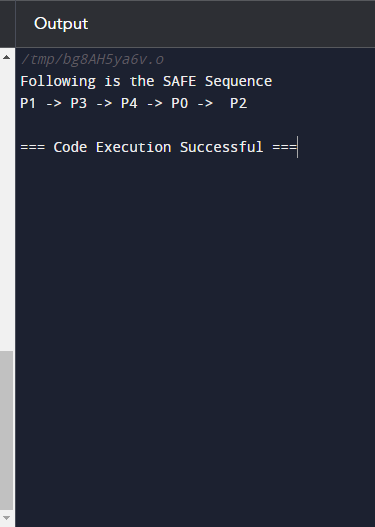 Output
/tmp/bg8AH5ya6v.o
Following is the SAFE Sequence
P1 -> P3 -> P4 -> P0 ->  P2
=== Code Execution Successful ===